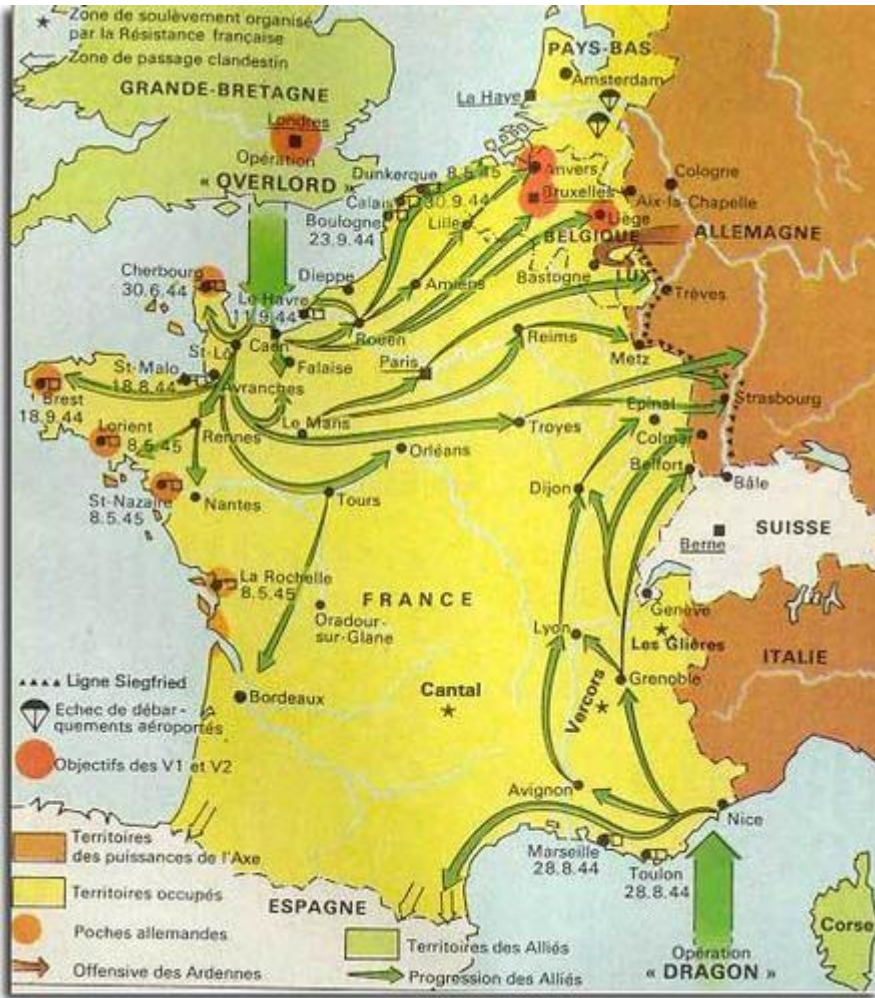 Zone de soulèvement organisé
par la Résistance française
Zone de passage clandestin
GRANDE-BRETAGNE
Londres
Opération
« OVERLORD »
PAYS-BAS
Amsterdam
La Haye
Dunkerque 8.5.45
Calais 30.9.44
Boulogne
23.9.44
Anvers
Bruxelles
Lille
Liège
BELGIQUE
Cologne
Aix-la-Chapelle
ALLEMAGNE
Bastogne
LUX
Trèves
Cherbourg
30.6.44
Dieppe
Le Havre
11.9.44
Amiens
Rouen
Reims
Metz
St-Lô
Caen
Falaise
Paris
St-Malo
18.8.44
Avranches
Brest
18.9.44
Strasbourg
Epinal
Colmar
Lorient
8.5.45
Rennes
Le Mans
Troyes
Orléans
Belfort
Bâle
St-Nazaire
8.5.45
Nantes
Tours
Dijon
SUISSE
Berne
La Rochelle
8.5.45
FRANCE
Oradour-
sur-Glane
Genève
Lyon
Les Glières
ITALIE
Grenoble
Vercors
Cantal
Bordeaux
Ligne Siegfried
Echec de débar-
quements aéroportés
Objectifs des V1 et V2
Avignon
Nice
Marseille
28.8.44
Toulon
28.8.44
Territoires
des puissances de l'Axe
Territoires occupés
ESPAGNE
Poches allemandes
Territoires des Alliés
Offensive des Ardennes
Progression des Alliés
Opération
« DRAGON »
Corse